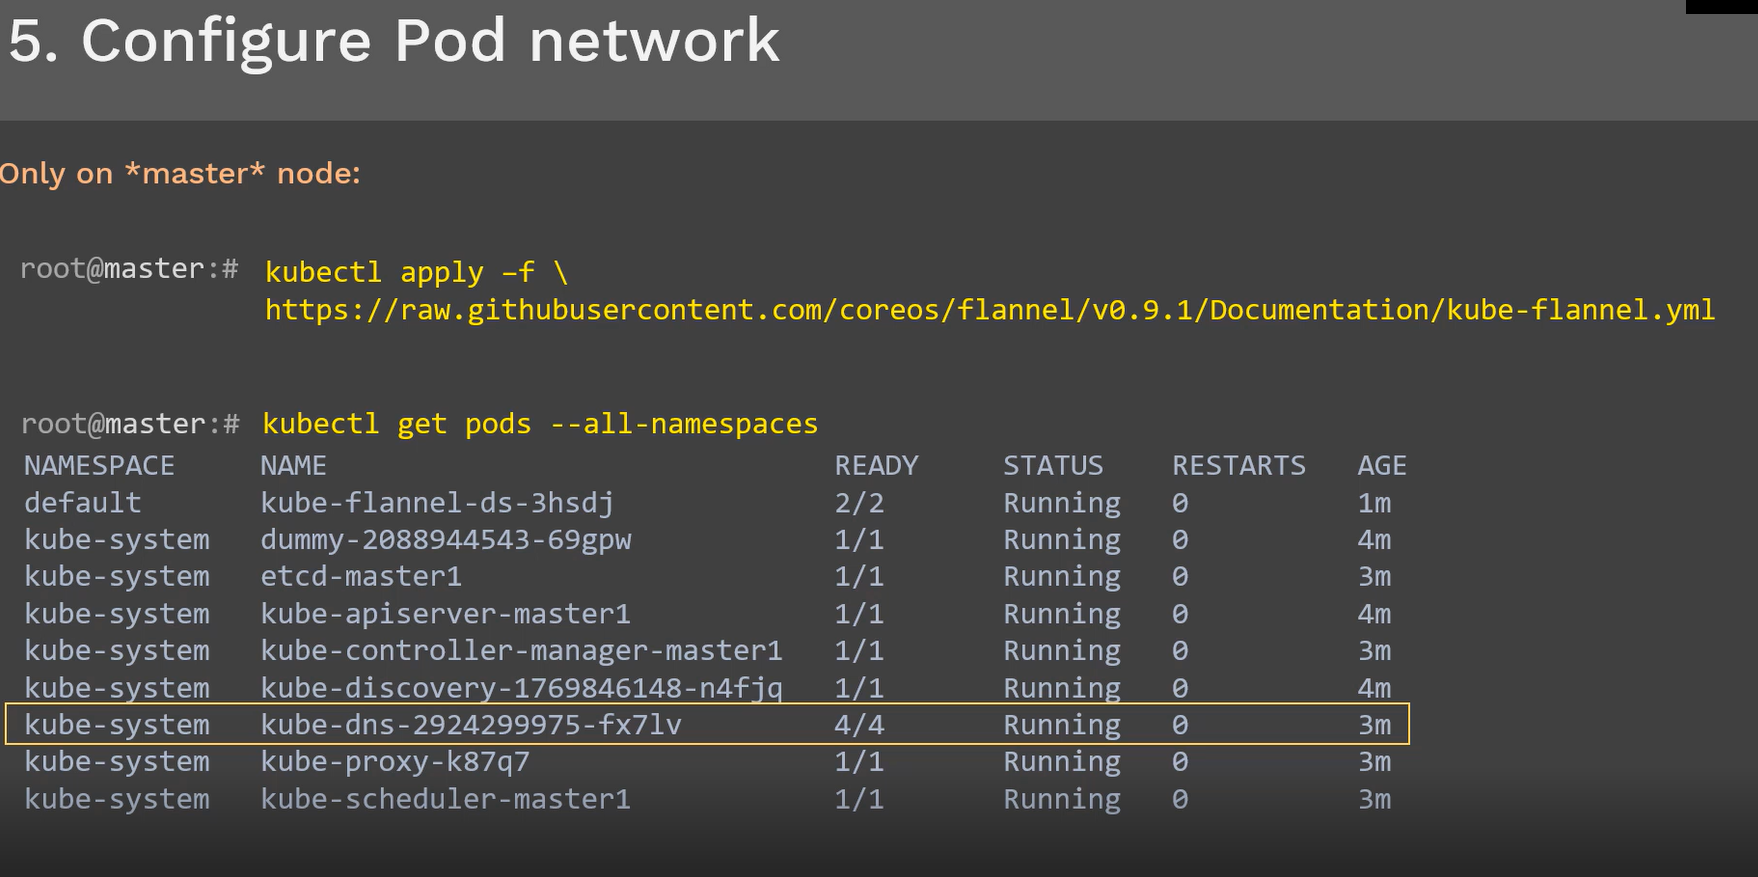 5. Configure Pod network
Only on *master* node:
root@master:# kubectl apply –f \
https://raw.githubusercontent.com/coreos/flannel/v0.9.1/Documentation/kube-flannel.yml
root@master:# kubectl get pods --all-namespaces
NAMESPACE NAME READY STATUS RESTARTS AGE
default kube-flannel-ds-3hsdj 2/2 Running 0 1m
kube-system dummy-2088944543-69gpw 1/1 Running 0 4m
kube-system etcd-master1 1/1 Running 0 3m
kube-system kube-apiserver-master1 1/1 Running 0 4m
kube-system kube-controller-manager-master1 1/1 Running 0 3m
kube-system kube-discovery-1769846148-n4fjq 1/1 Running 0 4m
kube-system kube-dns-2924299975-fx7lv 4/4 Running 0 3m
kube-system kube-proxy-k87q7 1/1 Running 0 3m
kube-system kube-scheduler-master1 1/1 Running 0 3m